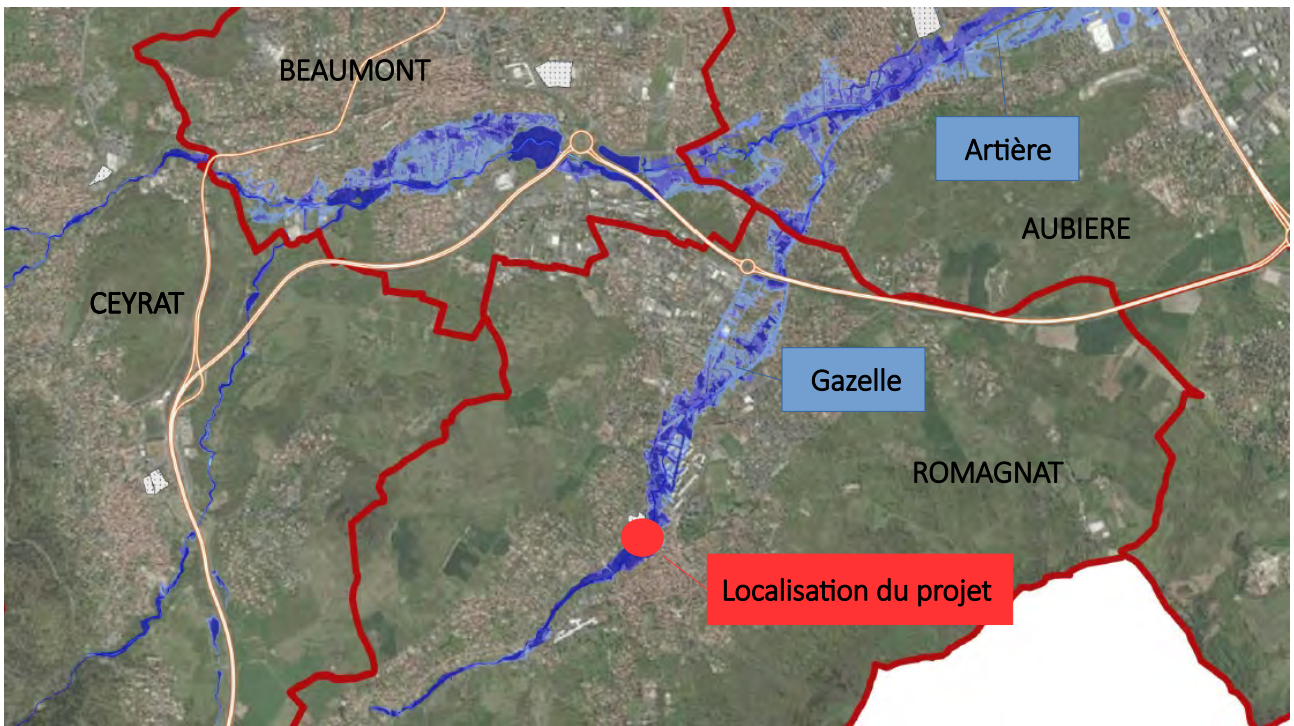 BEAUMONT
Artière
AUBIERE
CEYRAT
Gazelle
ROMAGNAT
Localisation du projet